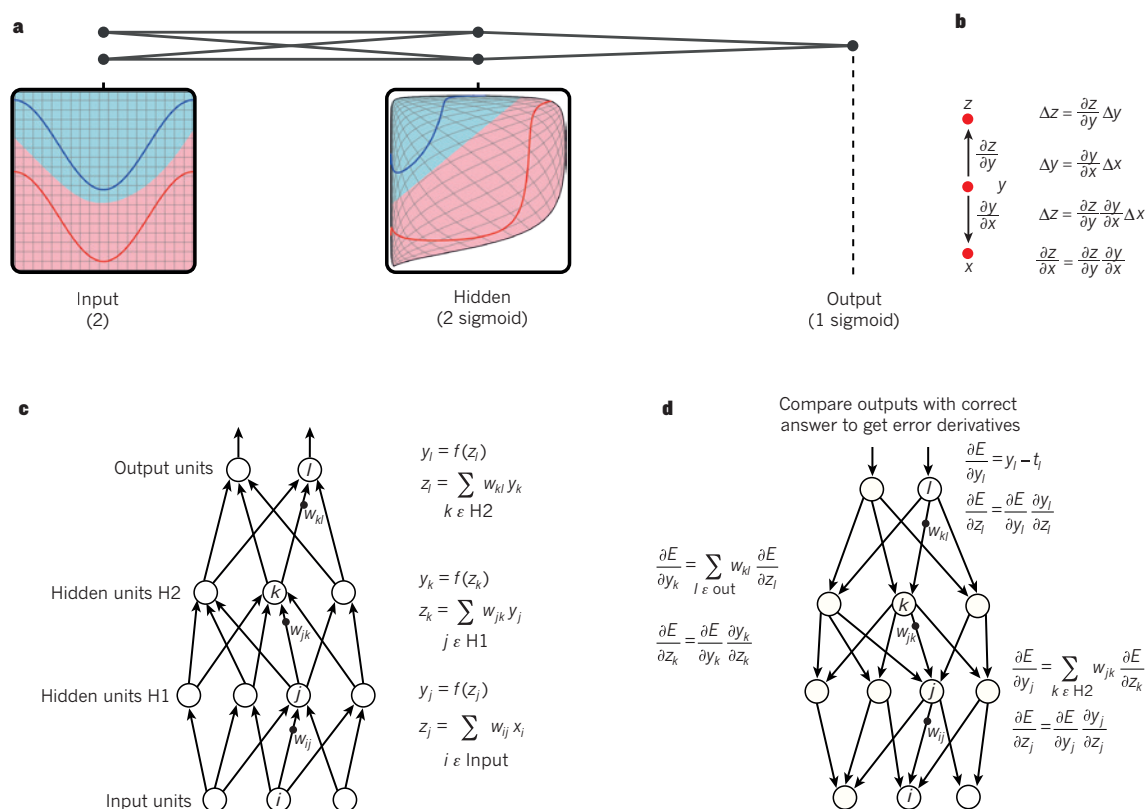 a
Input
(2)
Hidden
(2 sigmoid)
Output
(1 sigmoid)
b
z
∂z/∂y
y
∂y/∂x
x
Δz = ∂z/∂y Δy
Δy = ∂y/∂x Δx
Δz = ∂z/∂y ∂y/∂x Δx
∂z/∂x = ∂z/∂y ∂y/∂x
c
Output units
l
w_kl
y_l = f(z_l)
z_l = ∑ w_kl y_k
k ε H2
Hidden units H2
k
w_jk
y_k = f(z_k)
z_k = ∑ w_jk y_j
j ε H1
Hidden units H1
j
w_ij
y_j = f(z_j)
z_j = ∑ w_ij x_i
i ε Input
Input units
i
d
Compare outputs with correct
answer to get error derivatives
l
∂E/∂y_l = y_l − t_l
∂E/∂z_l = ∂E/∂y_l ∂y_l/∂z_l
w_kl
∂E/∂y_k = ∑ w_kl ∂E/∂z_l
l ε out
∂E/∂z_k = ∂E/∂y_k ∂y_k/∂z_k
k
w_jk
∂E/∂y_j = ∑ w_jk ∂E/∂z_k
k ε H2
∂E/∂z_j = ∂E/∂y_j ∂y_j/∂z_j
j
w_ij
i